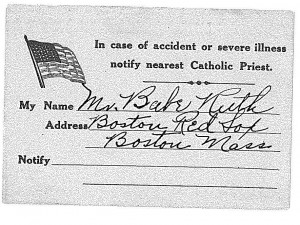 In case of accident or severe illness
notify nearest Catholic Priest.
My Name Mr. Babe Ruth
Address Boston Red Sox
Boston Mass.
Notify